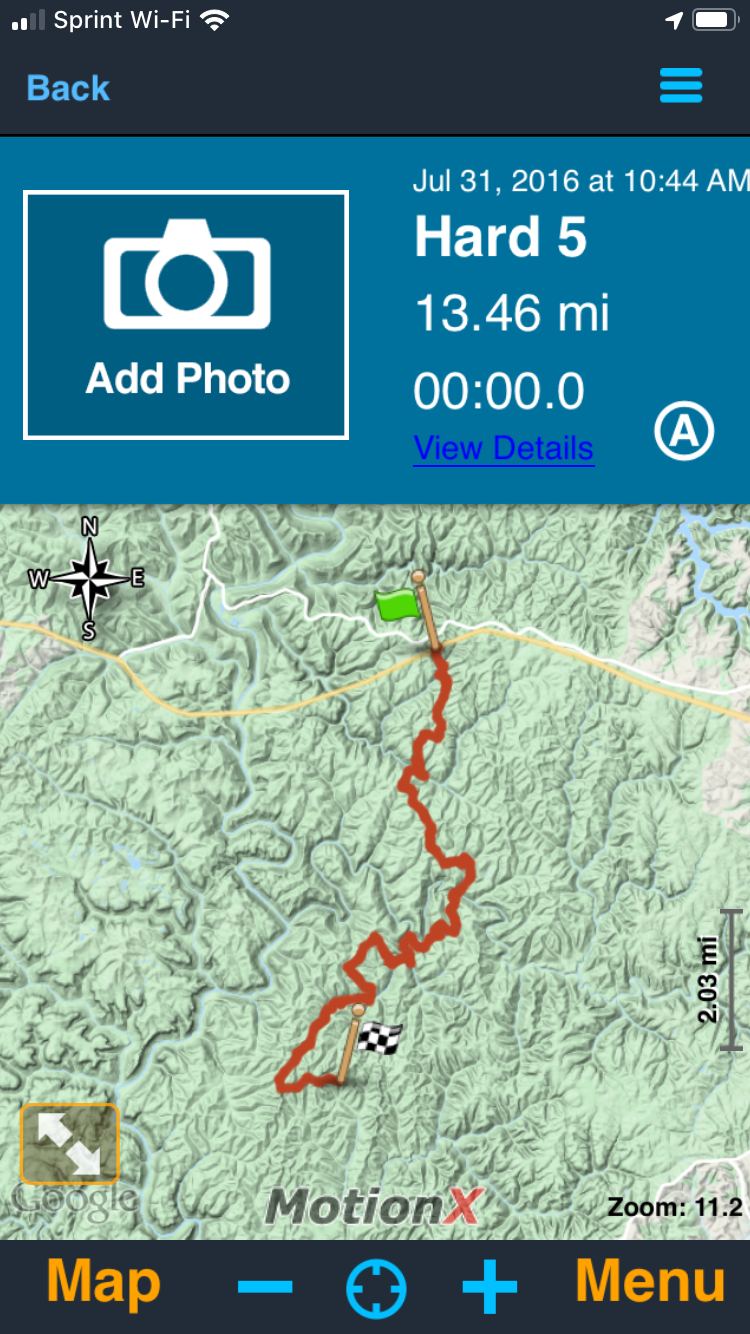 Sprint Wi-Fi
Back
Jul 31, 2016 at 10:44 AM
Hard 5
13.46 mi
00:00.0
View Details
A
Add Photo
N
W E
S
2.03 mi
Google
MotionX
Zoom: 11.2
Map
Menu